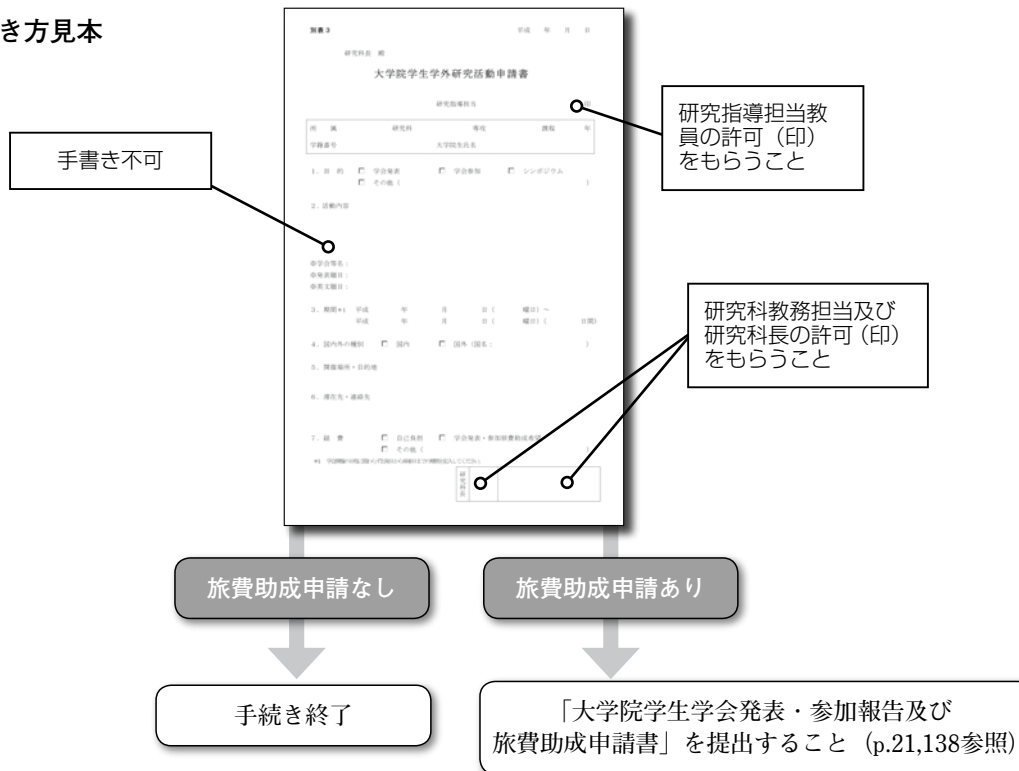 き方見本
別表3
平成 年 月 日
研究科長 殿
大学院学生学外研究活動申請書
研究指導担当 印
所 属 研究科 専攻 課程 年
学籍番号 大学院生氏名
1．目 的 □ 学会発表 □ 学会参加 □ シンポジウム
□ その他（ ）
2．活動内容
※学会等名：
※発表題目：
※英文題目：
3．期間*1 平成 年 月 日（ 曜日）～
平成 年 月 日（ 曜日）（ 日間）
4．国内外の種別 □ 国内 □ 国外（国名： ）
5．開催場所・目的地
6．滞在先・連絡先
7．経 費 □ 自己負担 □ 学会発表・参加旅費助成希望
□ その他（ ）
手書き不可
研究指導担当教
員の許可（印）
をもらうこと
研究科教務担当及び
研究科長の許可（印）
をもらうこと
旅費助成申請なし
旅費助成申請あり
手続き終了
「大学院学生学会発表・参加報告及び
旅費助成申請書」を提出すること（p.21,138参照）